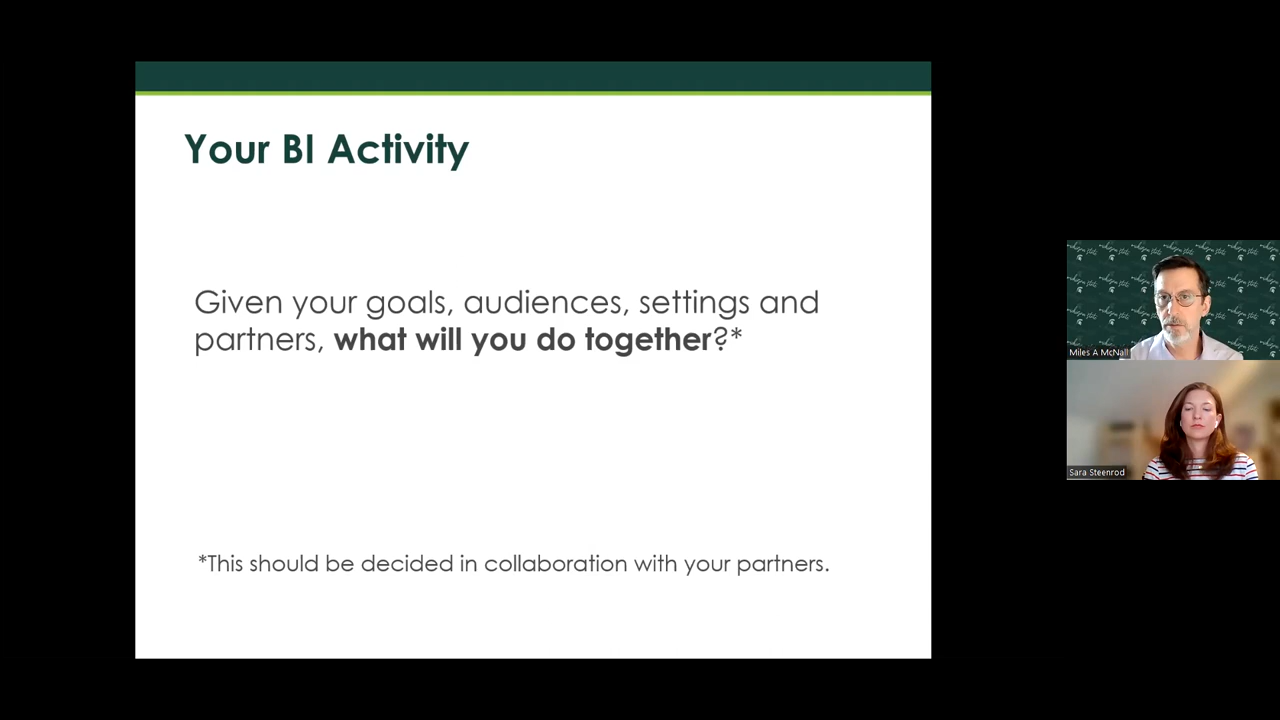 Your BI Activity
Given your goals, audiences, settings and
partners, what will you do together?*
*This should be decided in collaboration with your partners.
Miles A McNall
Sara Steenrod